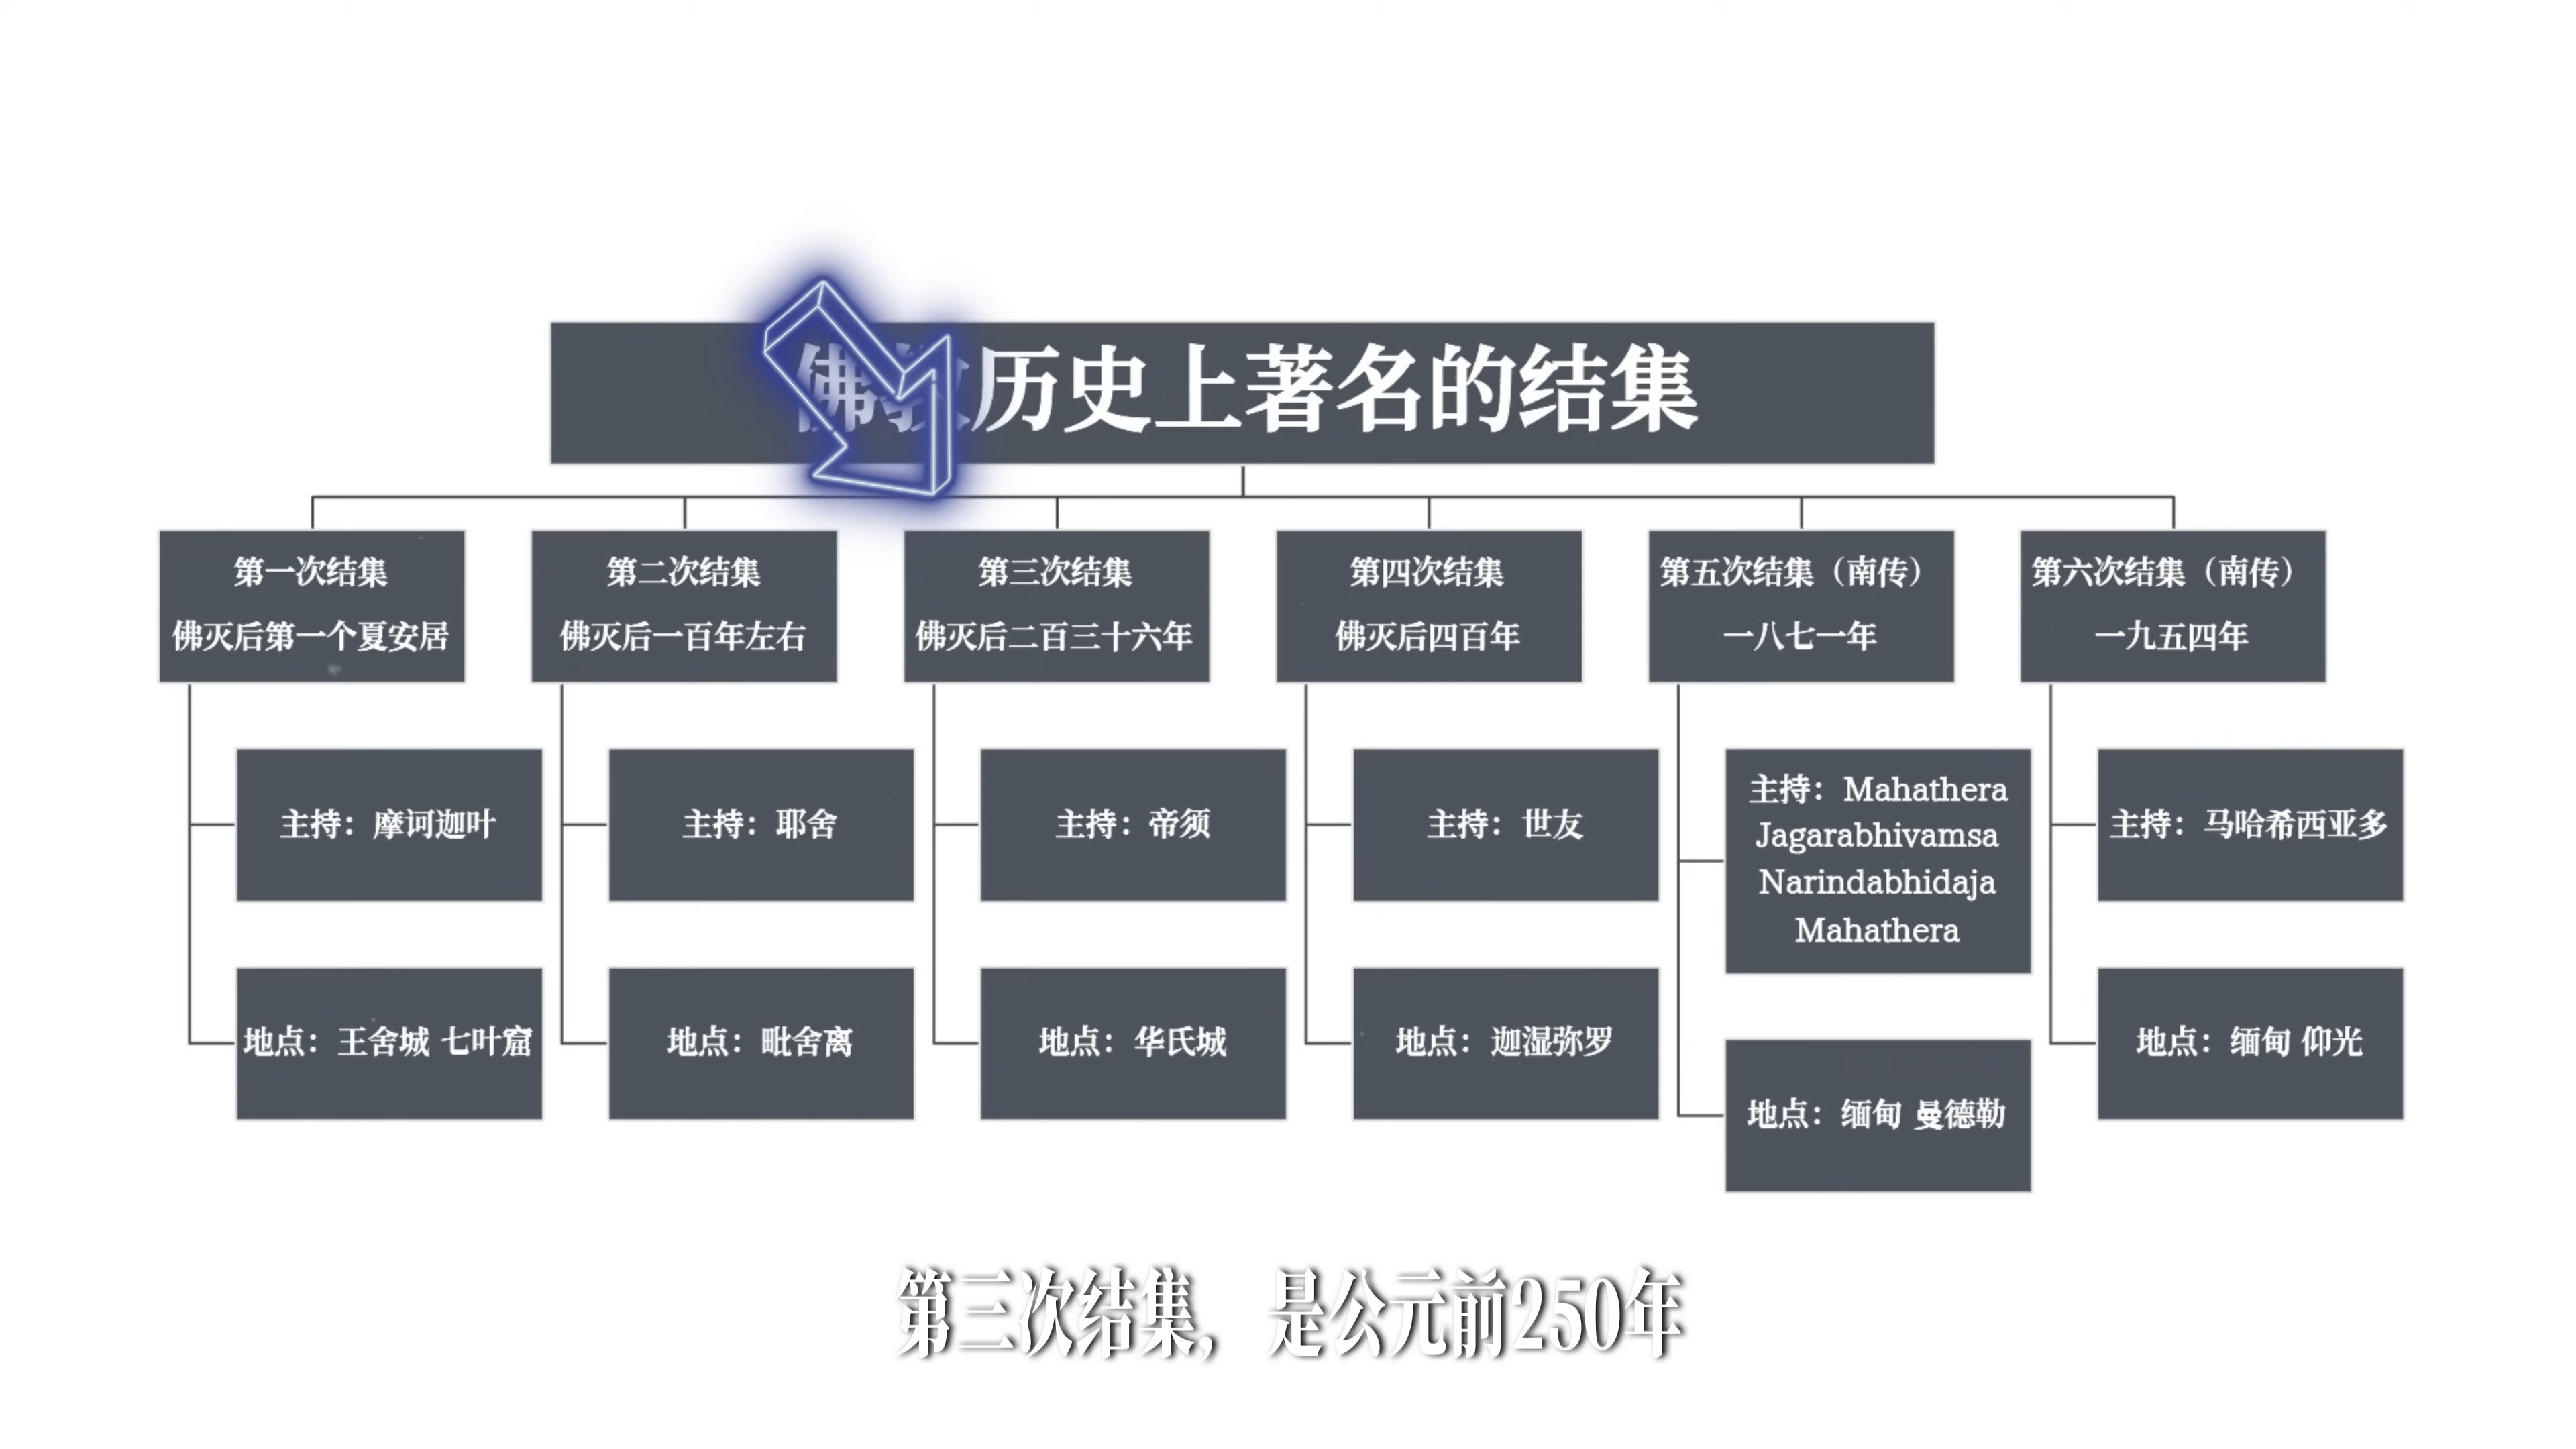 佛教历史上著名的结集
第一次结集
佛灭后第一个夏安居
主持：摩诃迦叶
地点：王舍城 七叶窟
第二次结集
佛灭后一百年左右
主持：耶舍
地点：毗舍离
第三次结集
佛灭后二百三十六年
主持：帝须
地点：华氏城
第四次结集
佛灭后四百年
主持：世友
地点：迦湿弥罗
第五次结集（南传）
一八七一年
主持：Mahathera
Jagarabhivamsa
Narindabhidaja
Mahathera
地点：缅甸 曼德勒
第六次结集（南传）
一九五四年
主持：马哈希西亚多
地点：缅甸 仰光
第三次结集，是公元前250年